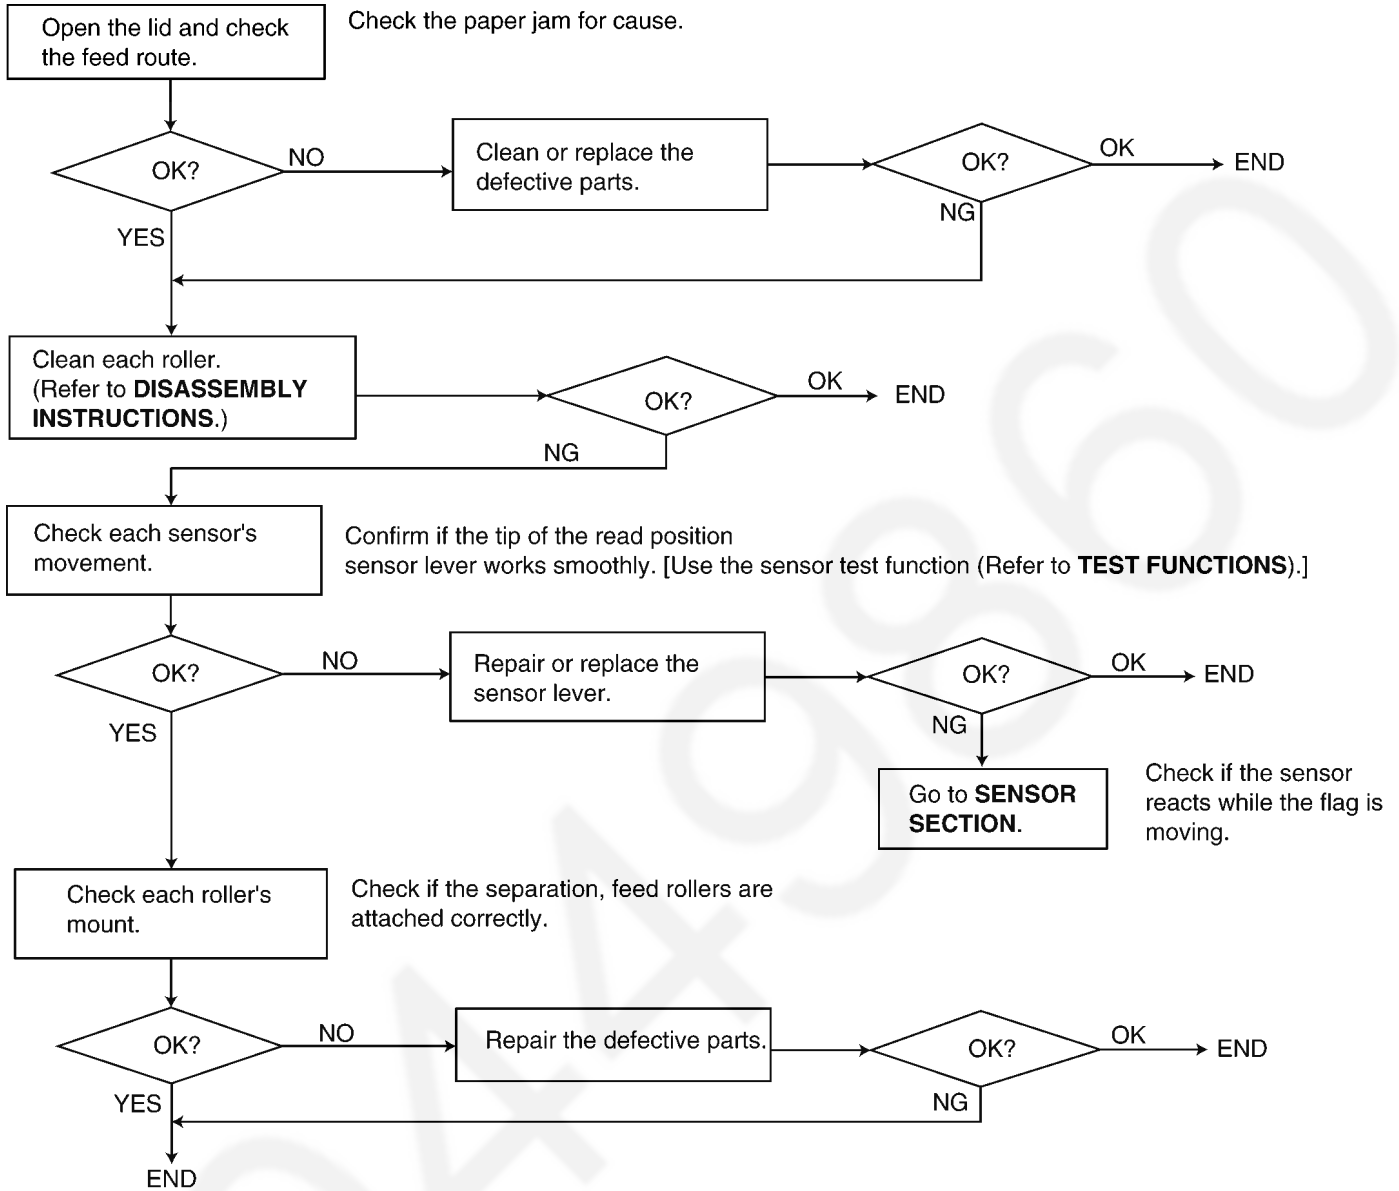 Open the lid and check
the feed route.
Check the paper jam for cause.
OK?
NO
Clean or replace the
defective parts.
OK?
OK
END
NG
YES
Clean each roller.
(Refer to DISASSEMBLY
INSTRUCTIONS.)
OK?
OK
END
NG
Check each sensor's
movement.
Confirm if the tip of the read position
sensor lever works smoothly. [Use the sensor test function (Refer to TEST FUNCTIONS).]
OK?
NO
Repair or replace the
sensor lever.
OK?
OK
END
YES
NG
Go to SENSOR
SECTION.
Check if the sensor
reacts while the flag is
moving.
Check each roller's
mount.
Check if the separation, feed rollers are
attached correctly.
OK?
NO
Repair the defective parts.
OK?
OK
END
YES
NG
END